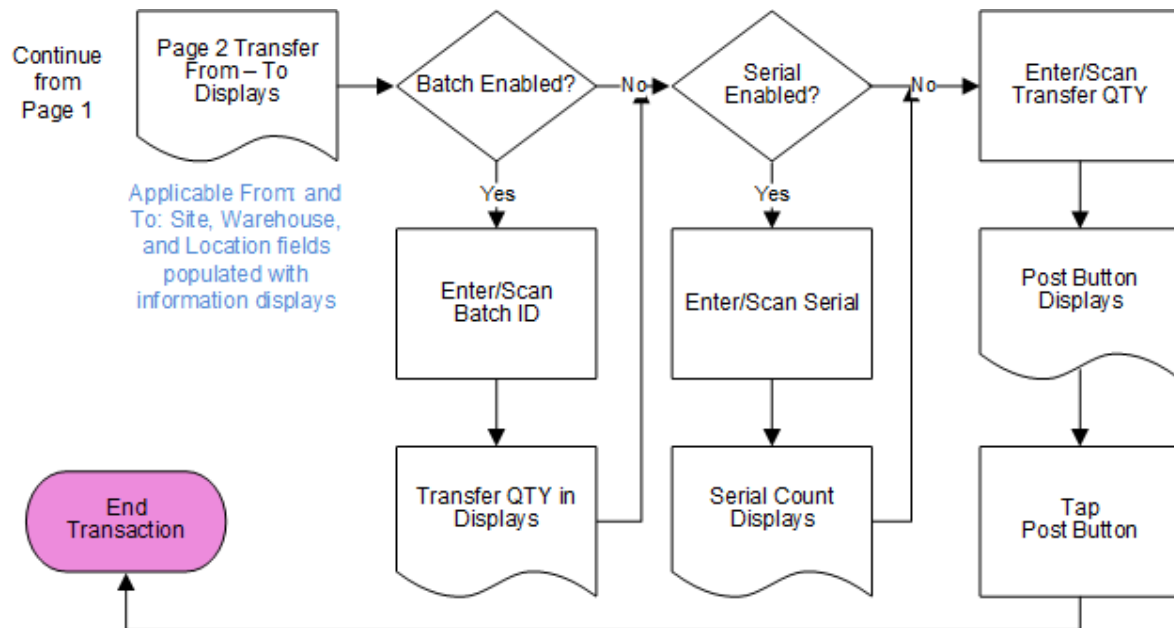 Continue
from
Page 1
Page 2 Transfer
From – To
Displays
Applicable From: and
To: Site, Warehouse,
and Location fields
populated with
information displays
Batch Enabled?
No
Yes
Enter/Scan
Batch ID
Transfer QTY in
Displays
Serial
Enabled?
No
Yes
Enter/Scan Serial
Serial Count
Displays
Enter/Scan
Transfer QTY
Post Button
Displays
Tap
Post Button
End
Transaction